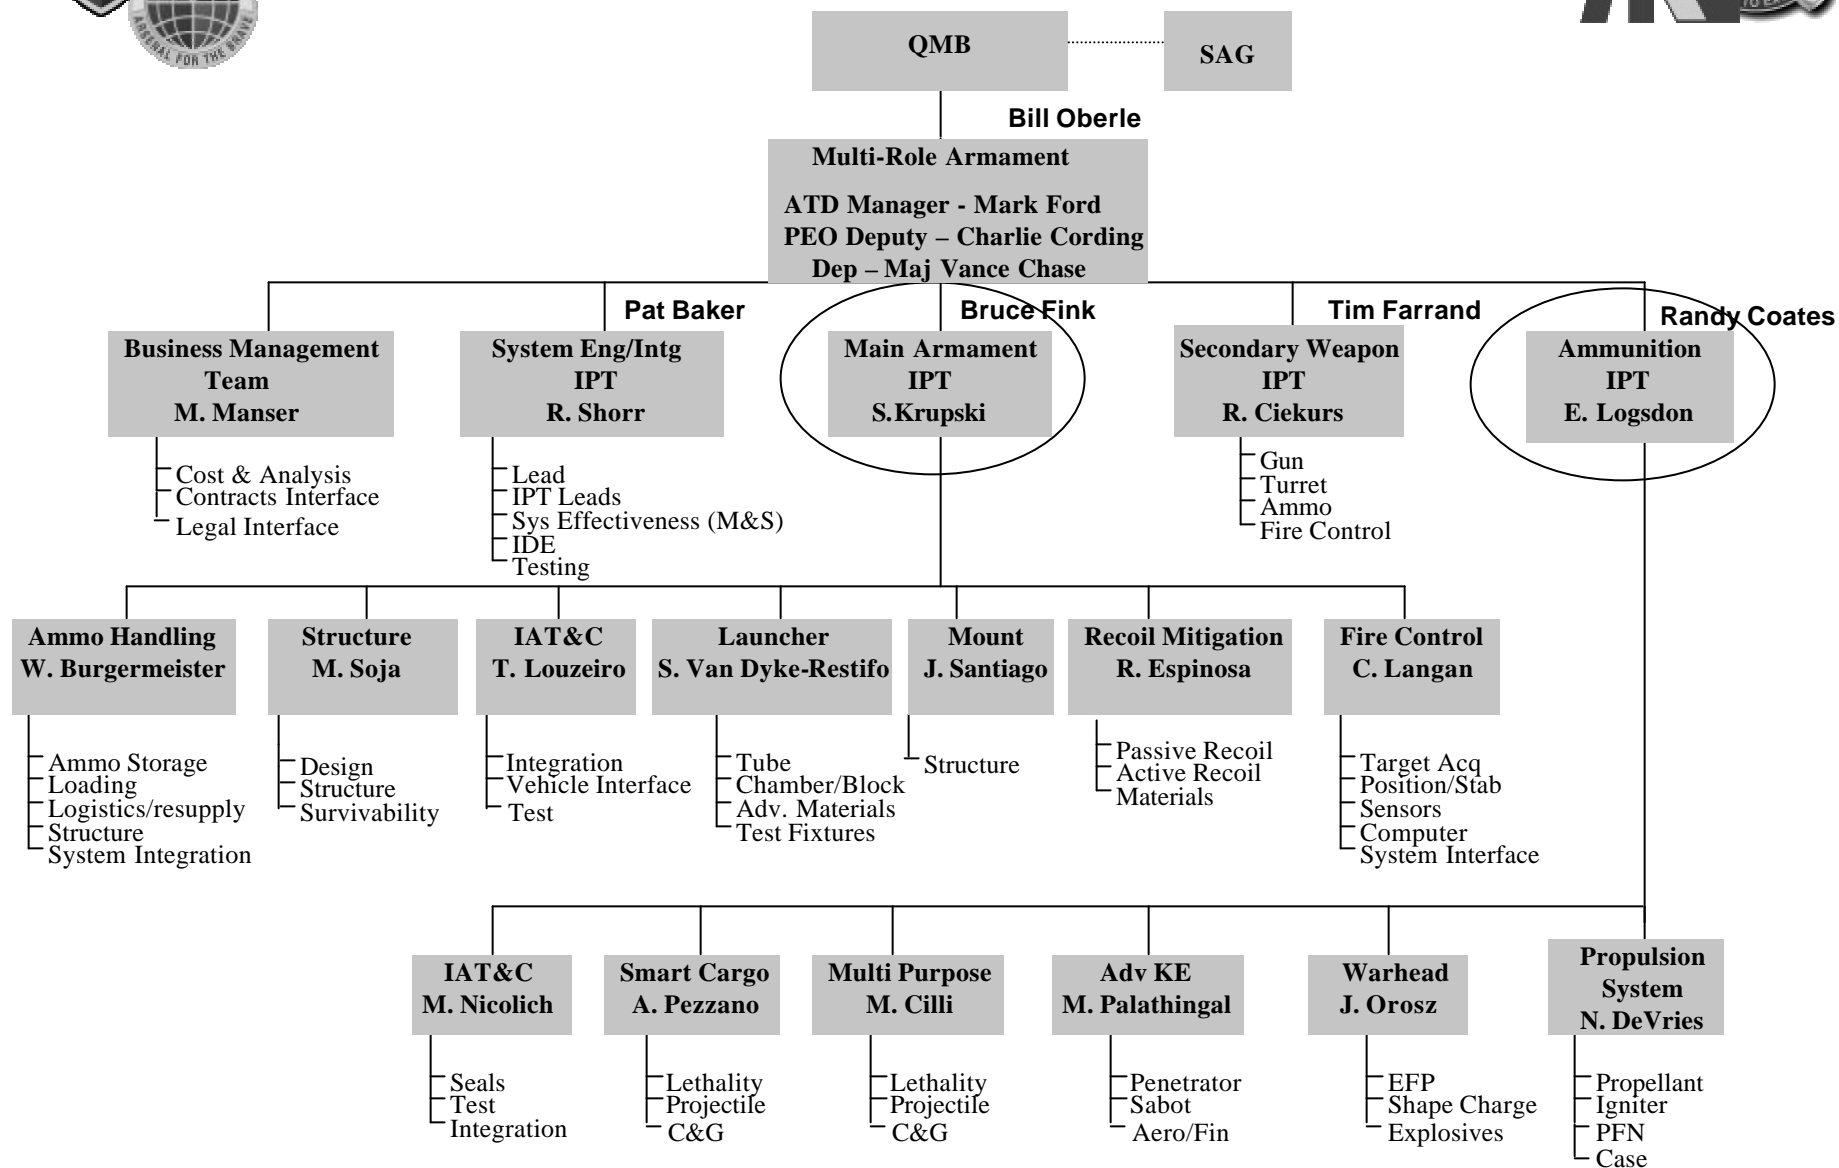 ARSENAL FOR THE BRAVE
QMB
SAG
Bill Oberle
Multi-Role Armament
ATD Manager - Mark Ford
PEO Deputy – Charlie Cording
Dep – Maj Vance Chase
Pat Baker
Bruce Fink
Tim Farrand
Randy Coates
Business Management
Team
M. Manser
System Eng/Intg
IPT
R. Shorr
Main Armament
IPT
S.Krupski
Secondary Weapon
IPT
R. Ciekurs
Ammunition
IPT
E. Logsdon
Cost & Analysis
Contracts Interface
Legal Interface
Lead
IPT Leads
Sys Effectiveness (M&S)
IDE
Testing
Gun
Turret
Ammo
Fire Control
Ammo Handling
W. Burgermeister
Structure
M. Soja
IAT&C
T. Louzeiro
Launcher
S. Van Dyke-Restifo
Mount
J. Santiago
Recoil Mitigation
R. Espinosa
Fire Control
C. Langan
Ammo Storage
Loading
Logistics/resupply
Structure
System Integration
Design
Structure
Survivability
Integration
Vehicle Interface
Test
Tube
Chamber/Block
Adv. Materials
Test Fixtures
Structure
Passive Recoil
Active Recoil
Materials
Target Acq
Position/Stab
Sensors
Computer
System Interface
IAT&C
M. Nicolich
Smart Cargo
A. Pezzano
Multi Purpose
M. Cilli
Adv KE
M. Palathingal
Warhead
J. Orosz
Propulsion
System
N. DeVries
Seals
Test
Integration
Lethality
Projectile
C&G
Lethality
Projectile
C&G
Penetrator
Sabot
Aero/Fin
EFP
Shape Charge
Explosives
Propellant
Igniter
PFN
Case